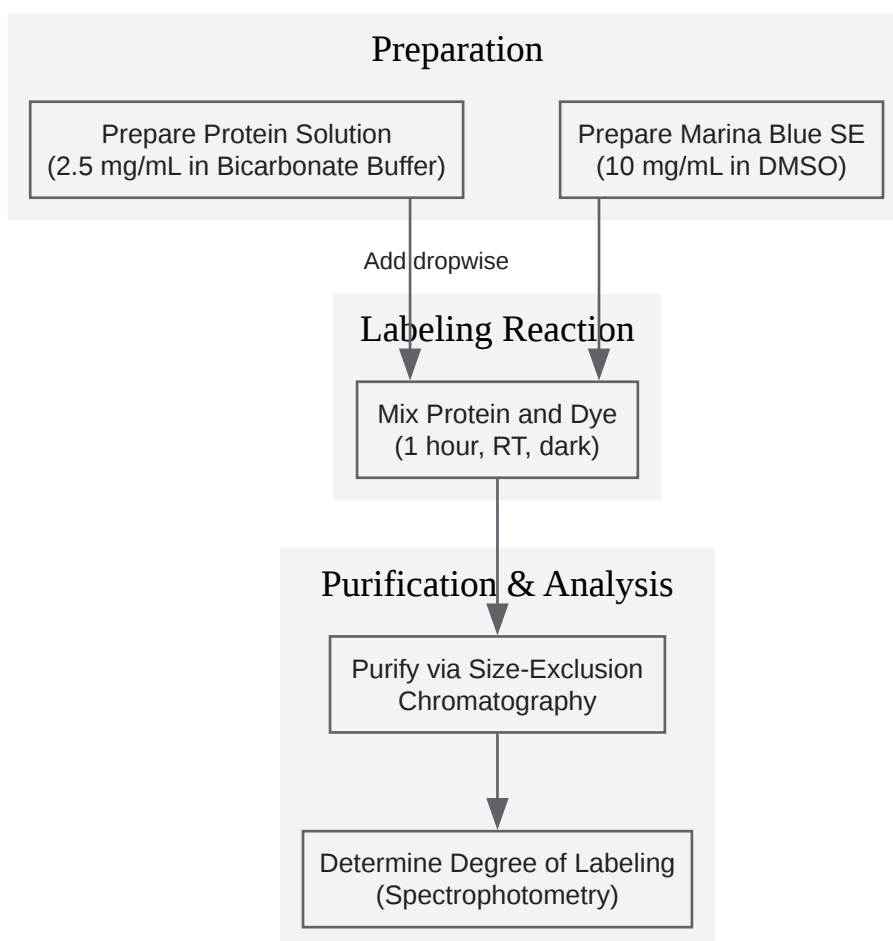 Preparation
Prepare Protein Solution
(2.5 mg/mL in Bicarbonate Buffer)
Prepare Marina Blue SE
(10 mg/mL in DMSO)
Add dropwise
Labeling Reaction
Mix Protein and Dye
(1 hour, RT, dark)
Purification & Analysis
Purify via Size-Exclusion
Chromatography
Determine Degree of Labeling
(Spectrophotometry)